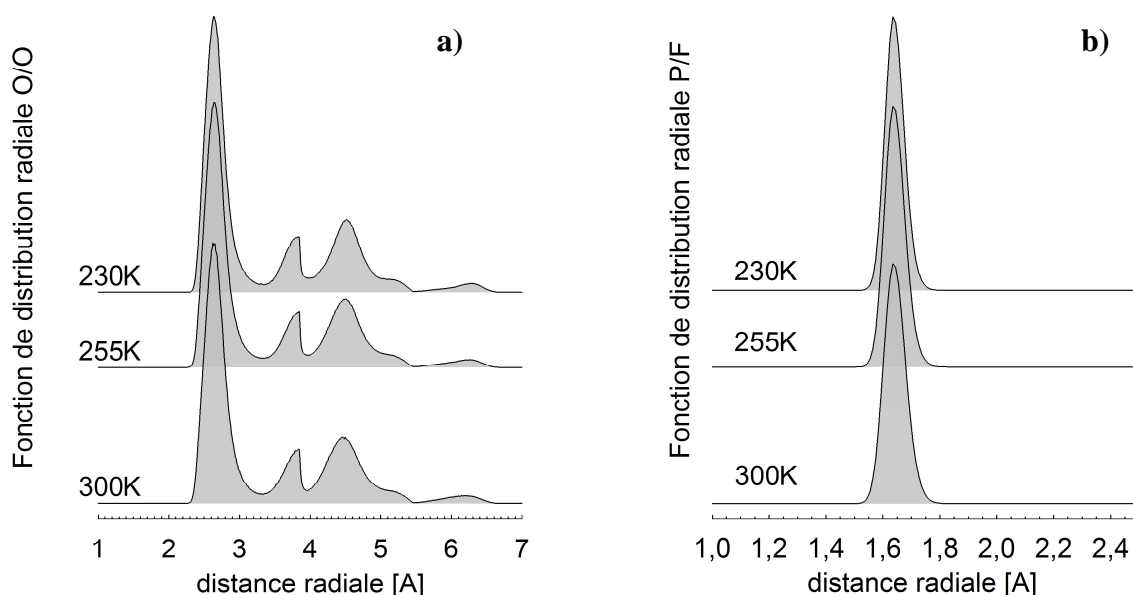 a)
Fonction de distribution radiale O/O
230K
255K
300K
1 2 3 4 5 6 7
distance radiale [A]
b)
Fonction de distribution radiale P/F
230K
255K
300K
1,0 1,2 1,4 1,6 1,8 2,0 2,2 2,4
distance radiale [A]